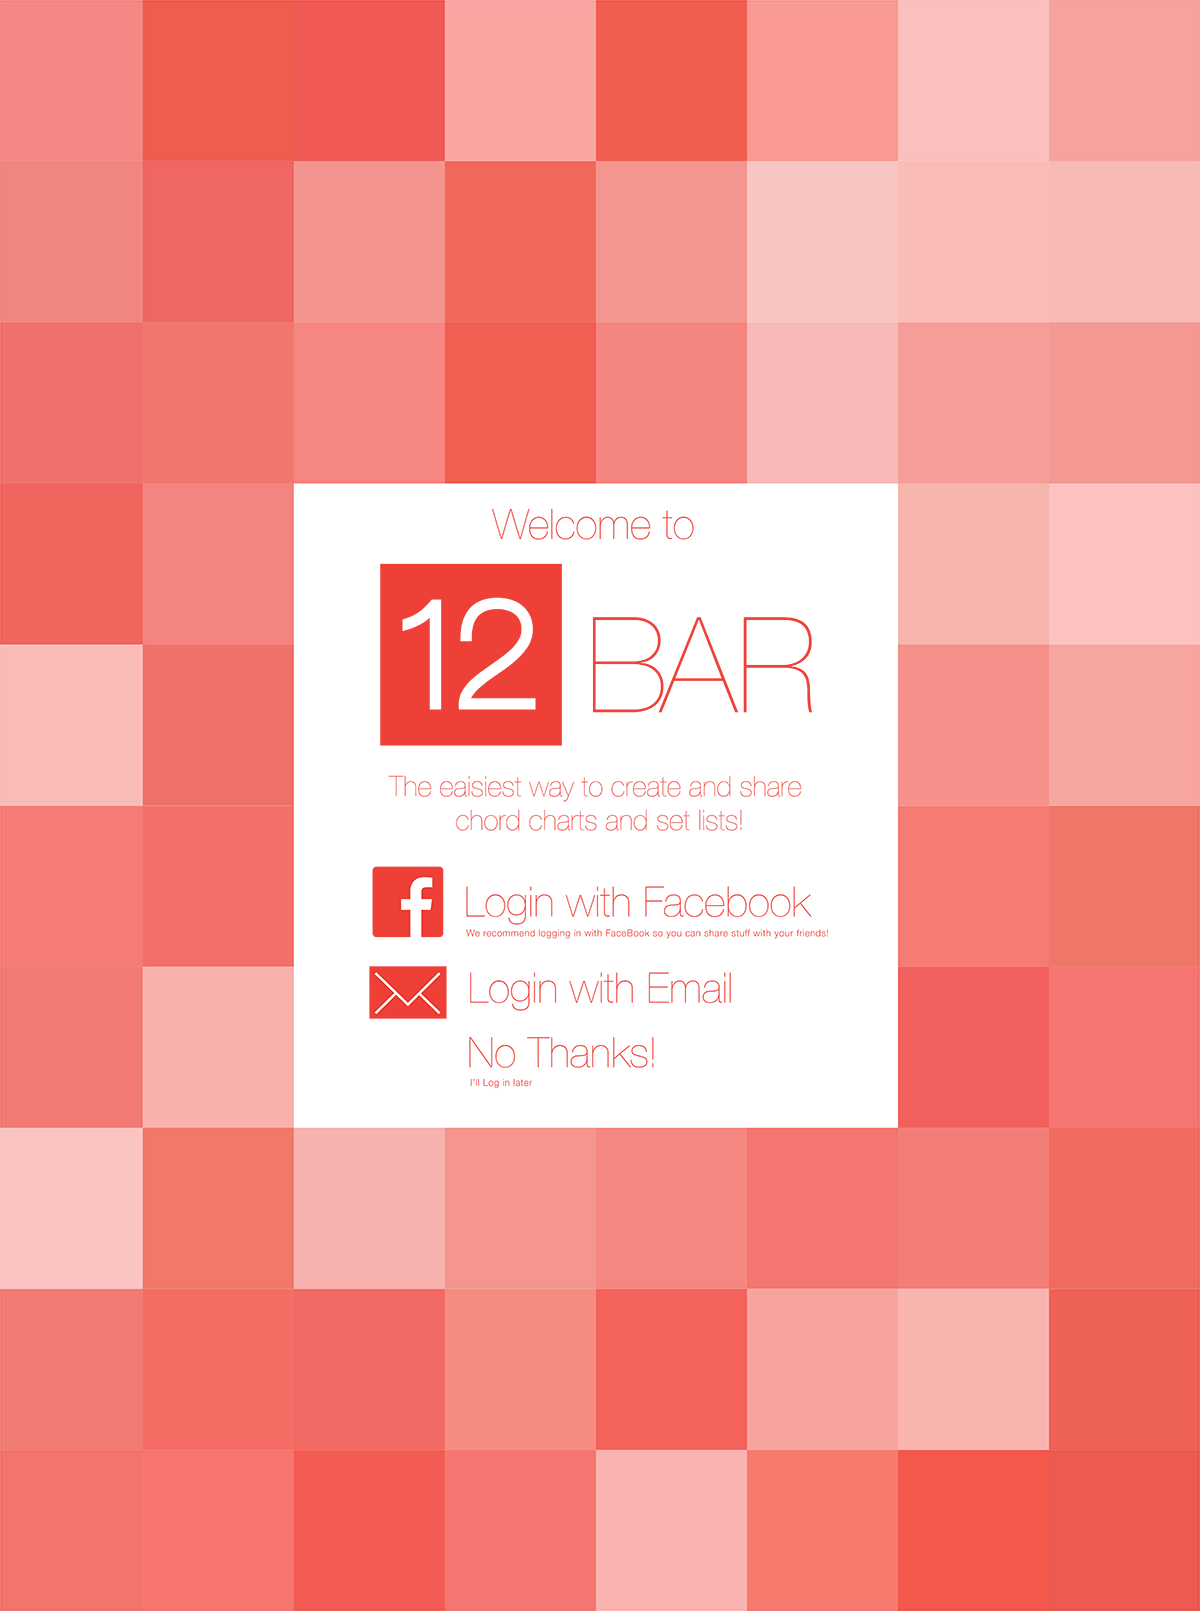 Welcome to
12 BAR
The eaisiest way to create and share
chord charts and set lists!
Login with Facebook
We recommend logging in with FaceBook so you can share stuff with your friends!
Login with Email
No Thanks!
I'll Log in later